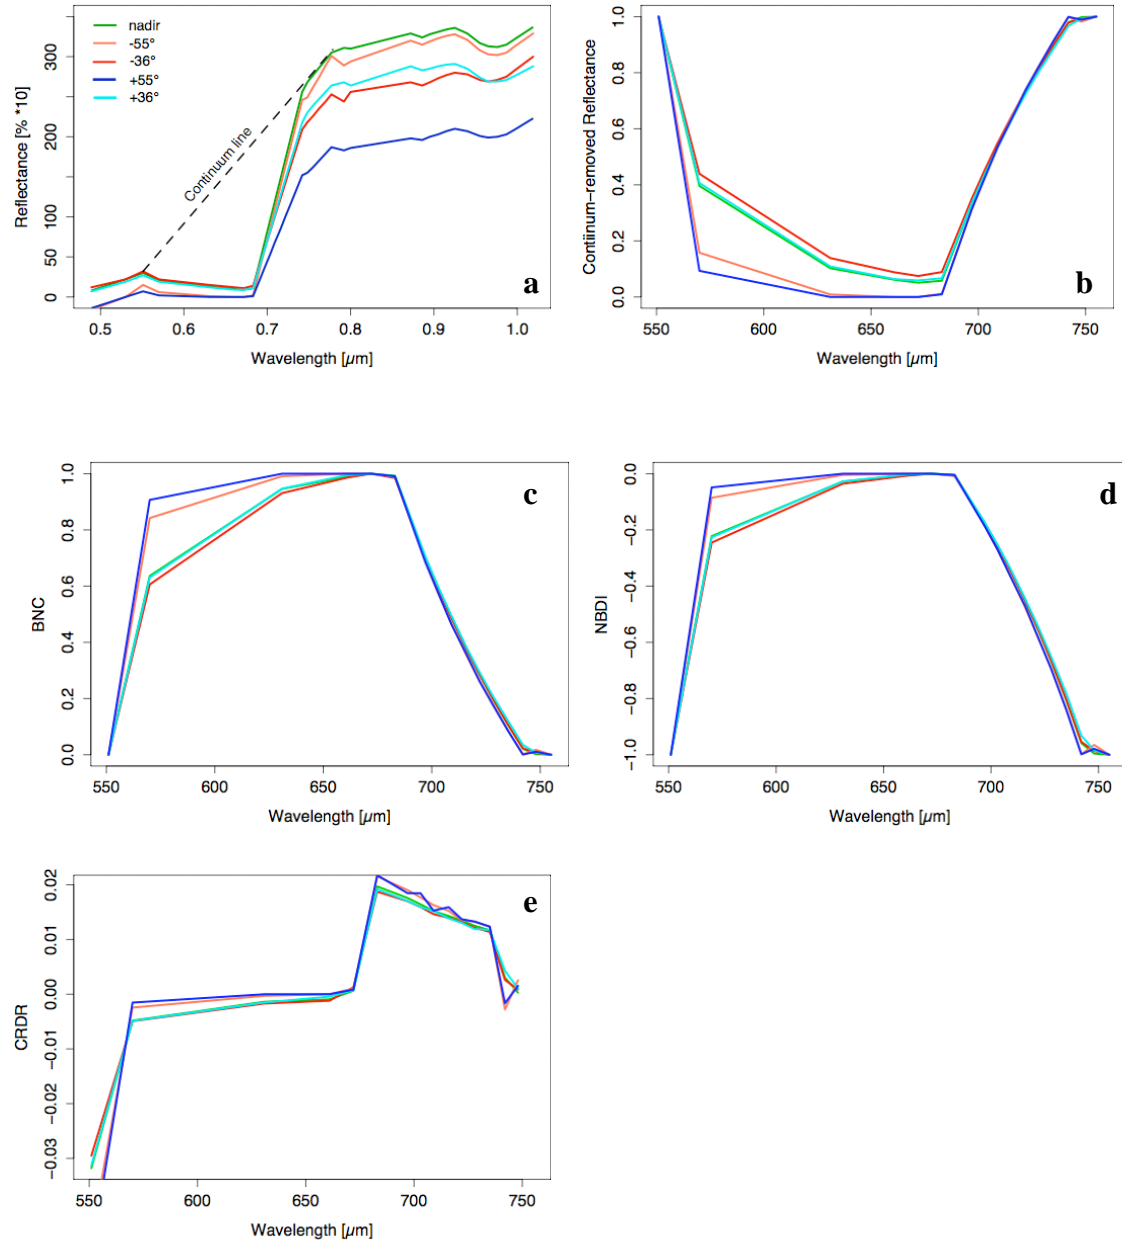 nadir
-55°
-36°
+55°
+36°
Continuum line
Reflectance [% *10]
0 50 100 200 300
0.5 0.6 0.7 0.8 0.9 1.0
Wavelength [µm]
a
Contiinum-removed Reflectance
0.0 0.2 0.4 0.6 0.8 1.0
550 600 650 700 750
Wavelength [µm]
b
BNC
0.0 0.2 0.4 0.6 0.8 1.0
550 600 650 700 750
Wavelength [µm]
c
NBDI
−1.0 −0.8 −0.6 −0.4 −0.2 0.0
550 600 650 700 750
Wavelength [µm]
d
CRDR
−0.03 −0.02 −0.01 0.00 0.01 0.02
550 600 650 700 750
Wavelength [µm]
e